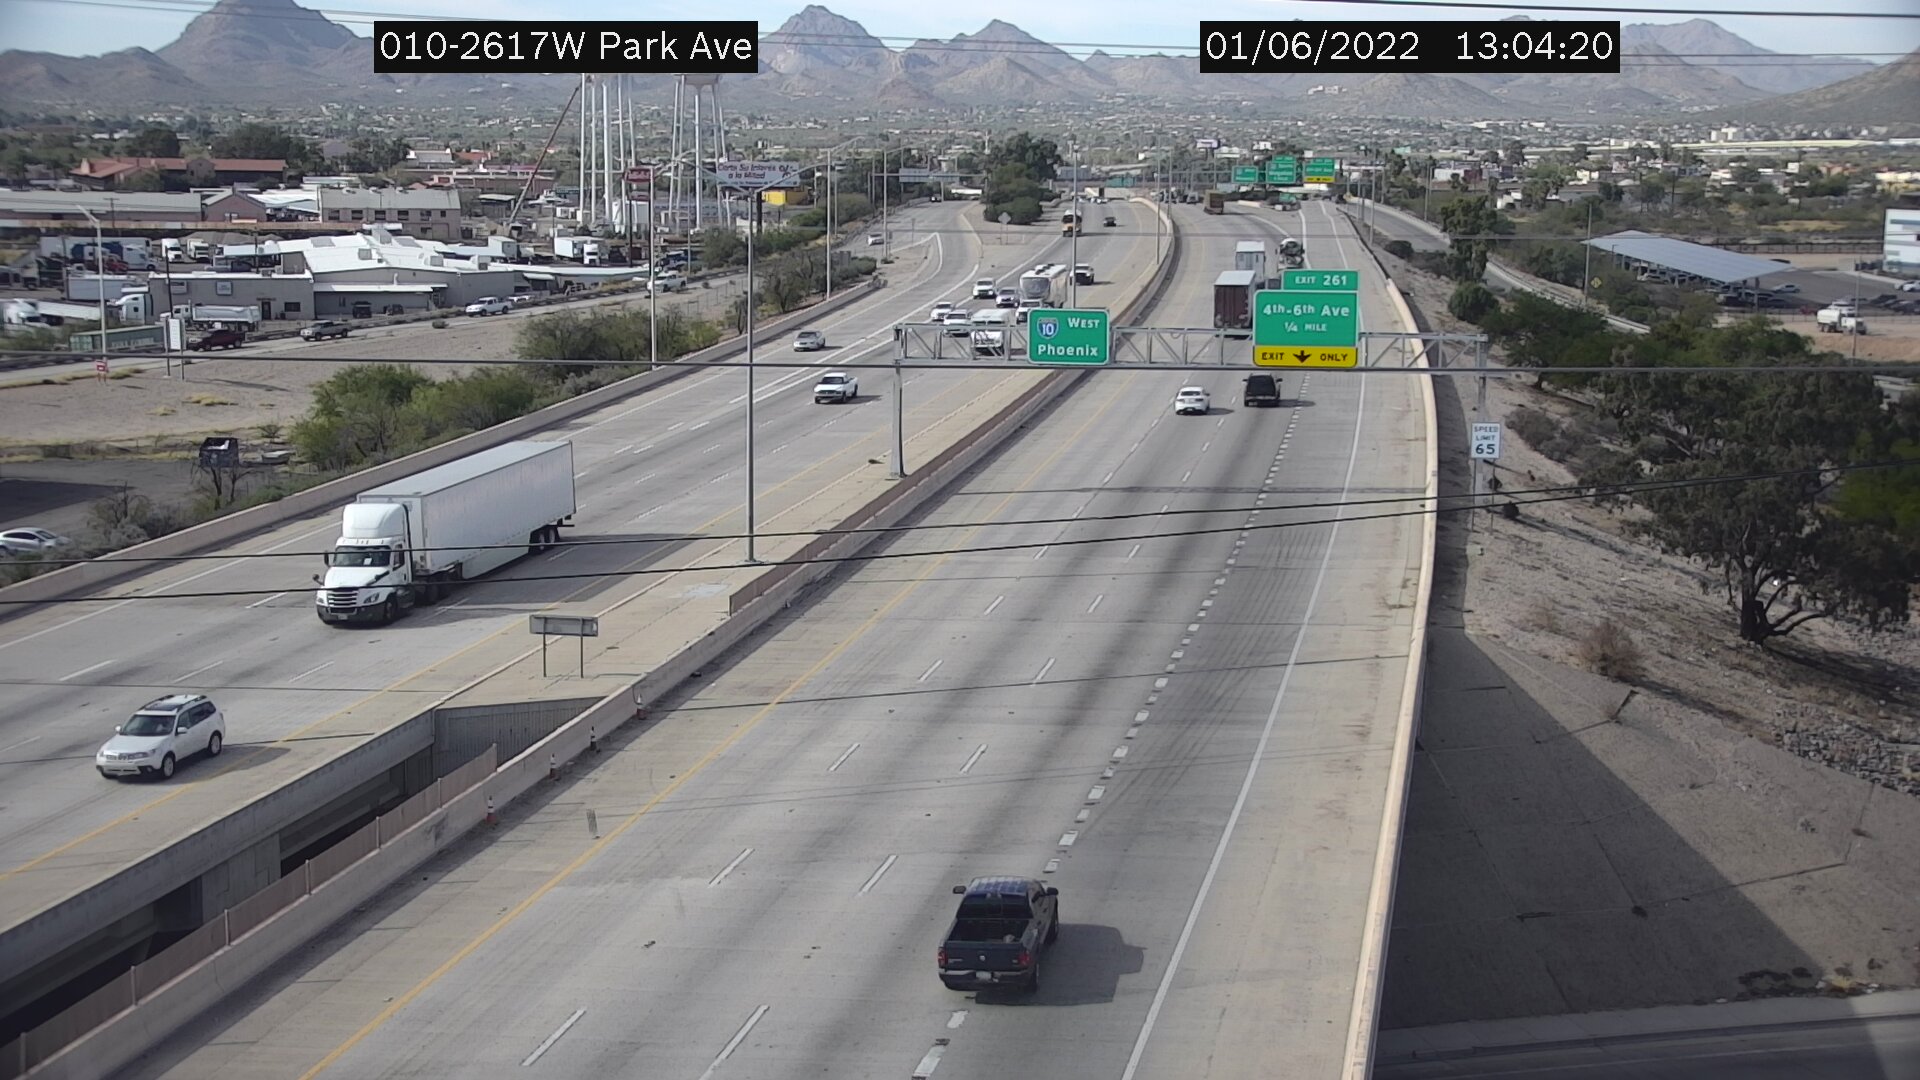 010-2617W Park Ave
01/06/2022 13:04:20
EXIT 261
4th-6th Ave
1/4 MILE
EXIT ONLY
10 WEST
Phoenix
SPEED
LIMIT
65